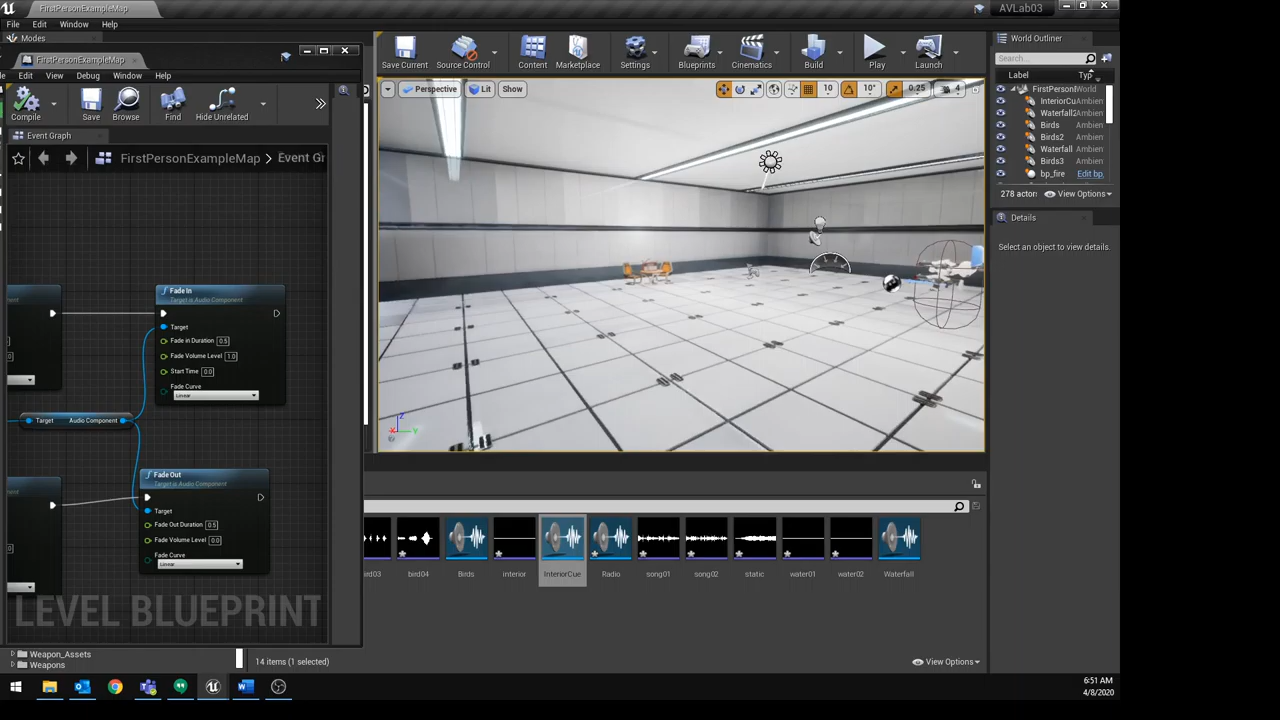 FirstPersonExampleMap
AVLab03
File Edit Window Help
Modes
FirstPersonExampleMap
Edit View Debug Window Help
Compile Save Browse Find Hide Unrelated
Save Current Source Control Content Marketplace Settings Blueprints Cinematics Build Play Launch
World Outliner
Search...
Label Typ
FirstPersonE World
InteriorCu Ambien
Waterfall2 Ambien
Birds Ambien
Birds2 Ambien
Waterfall Ambien
Birds3 Ambien
bp_fire Edit bp_
278 actor View Options
Details
Select an object to view details.
Perspective Lit Show
10 10° 0.25 4
Event Graph
FirstPersonExampleMap > Event Gr
Fade In
Target is Audio Component
Target
Fade in Duration 0.5
Fade Volume Level 1.0
Start Time 0.0
Fade Curve
Linear
Target Audio Component
Fade Out
Target is Audio Component
Target
Fade Out Duration 0.5
Fade Volume Level 0.0
Fade Curve
Linear
LEVEL BLUEPRINT
X Y Z
ird03 bird04 Birds interior InteriorCue Radio song01 song02 static water01 water02 Waterfall
Weapon_Assets
Weapons
14 items (1 selected)
View Options
6:51 AM
4/8/2020